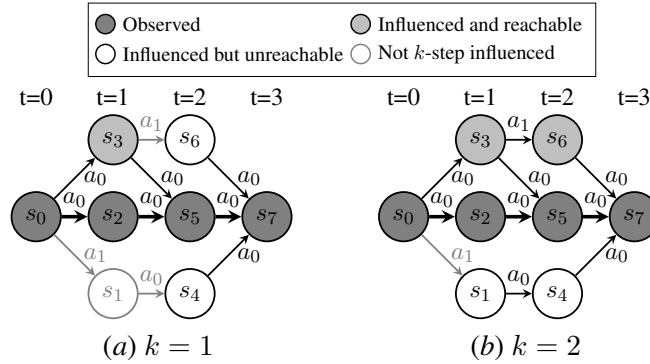 Observed Influenced and reachable
Influenced but unreachable Not k-step influenced
t=0 t=1 t=2 t=3 t=0 t=1 t=2 t=3
a₁ a₁
s₃ s₆ s₃ s₆
a₀ a₀ a₀ a₀ a₀ a₀
a₀ a₀ a₀ a₀ a₀ a₀
s₀ s₂ s₅ s₇ s₀ s₂ s₅ s₇
a₁ a₀ a₀ a₁ a₀ a₀
s₁ s₄ s₁ s₄
(a) k = 1 (b) k = 2